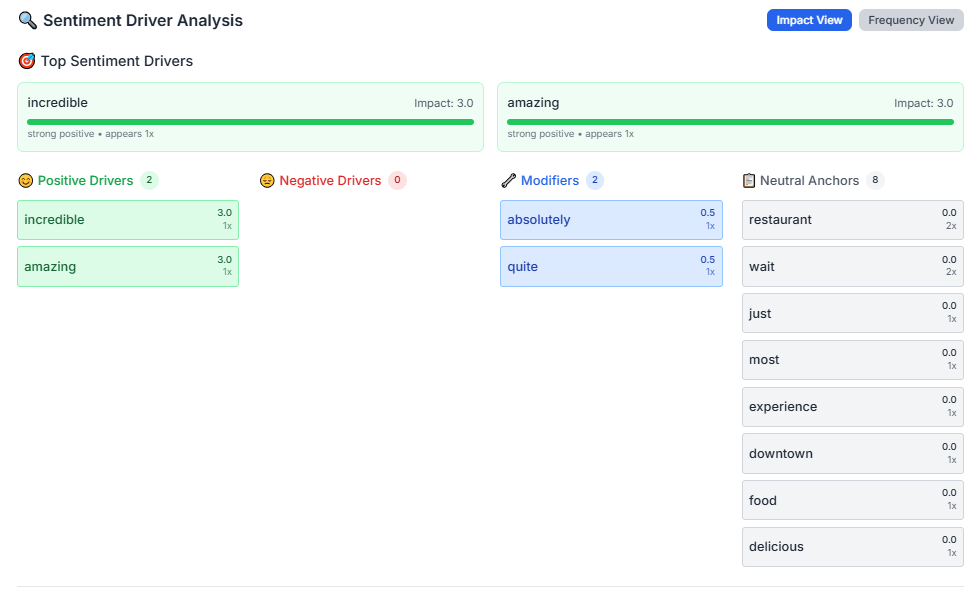 Sentiment Driver Analysis
Impact View
Frequency View
Top Sentiment Drivers
incredible
Impact: 3.0
strong positive • appears 1x
amazing
Impact: 3.0
strong positive • appears 1x
Positive Drivers 2
incredible
3.0
1x
amazing
3.0
1x
Negative Drivers 0
Modifiers 2
absolutely
0.5
1x
quite
0.5
1x
Neutral Anchors 8
restaurant
0.0
2x
wait
0.0
2x
just
0.0
1x
most
0.0
1x
experience
0.0
1x
downtown
0.0
1x
food
0.0
1x
delicious
0.0
1x